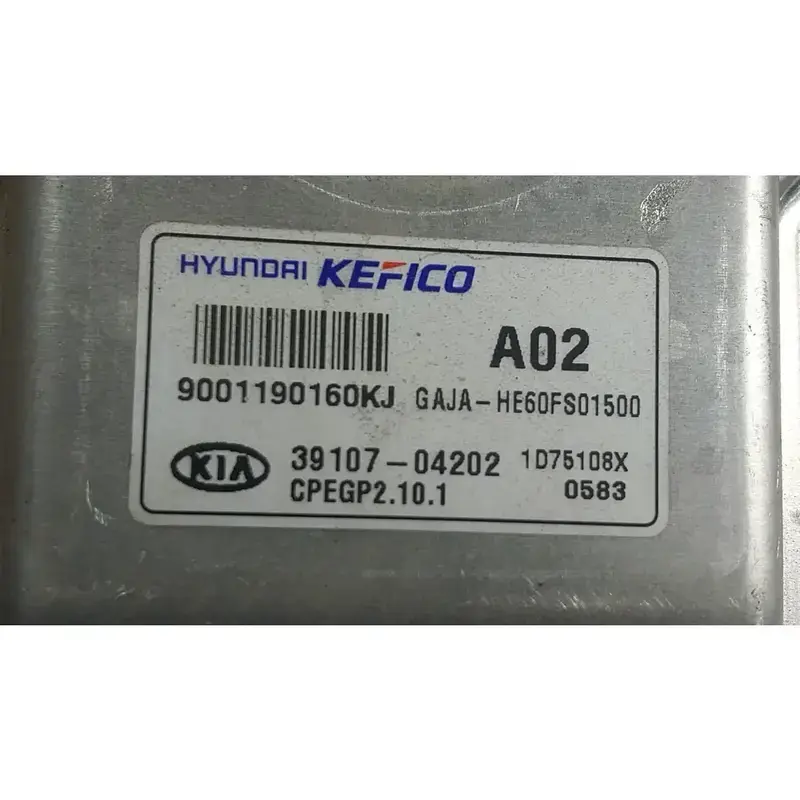 HYUNDAI KEFICO
A02
9001190160KJ GAJA-HE60FS01500
KIA 39107-04202 1D75108X
CPEGP2.10.1 0583